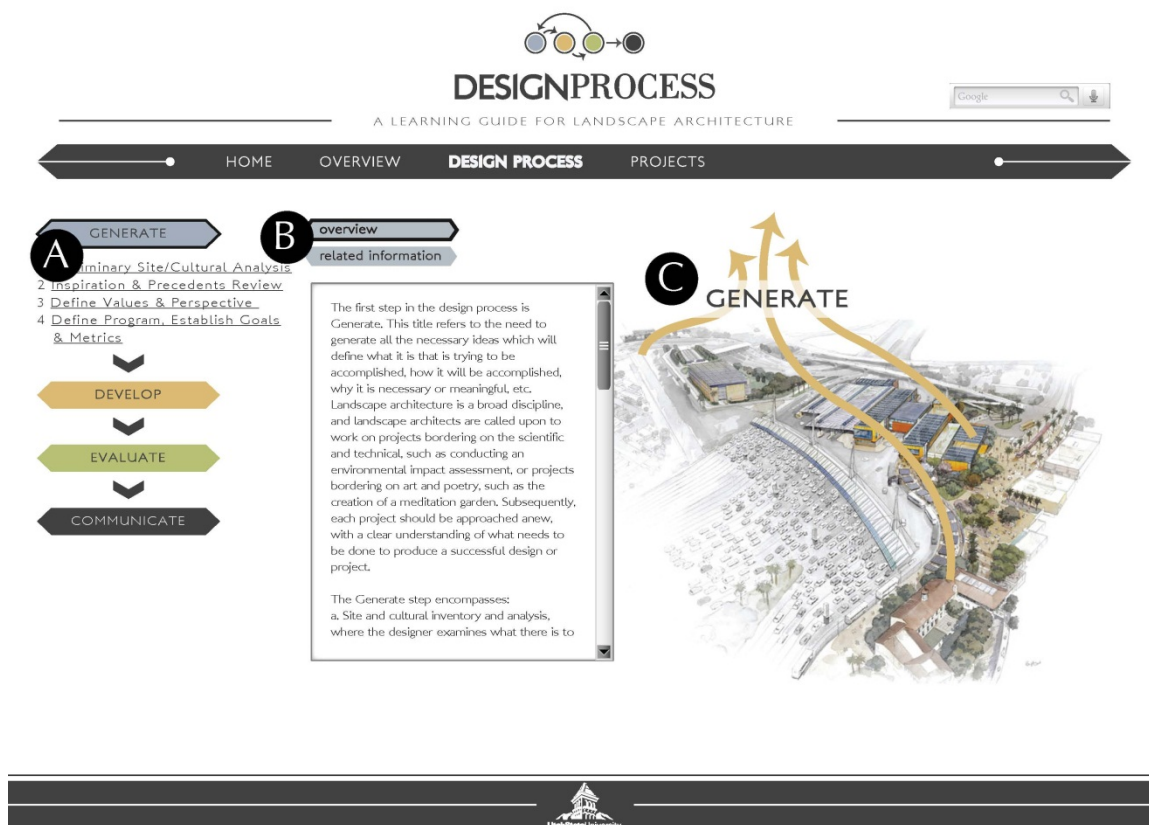 DESIGNPROCESS
Google
A LEARNING GUIDE FOR LANDSCAPE ARCHITECTURE
HOME OVERVIEW DESIGN PROCESS PROJECTS
GENERATE
A
Site/Cultural Analysis
2 Inspiration & Precedents Review
3 Define Values & Perspective
4 Define Program, Establish Goals
& Metrics
DEVELOP
EVALUATE
COMMUNICATE
B
overview
related information
The first step in the design process is
Generate. This title refers to the need to
generate all the necessary ideas which will
define what it is that is trying to be
accomplished, how it will be accomplished,
why it is necessary or meaningful, etc.
Landscape architecture is a broad discipline,
and landscape architects are called upon to
work on projects bordering on the scientific
and technical, such as conducting an
environmental impact assessment, or projects
bordering on art and poetry, such as the
creation of a meditation garden. Subsequently,
each project should be approached anew,
with a clear understanding of what needs to
be done to produce a successful design or
project.
The Generate step encompasses:
a. Site and cultural inventory and analysis,
where the designer examines what there is to
C
GENERATE